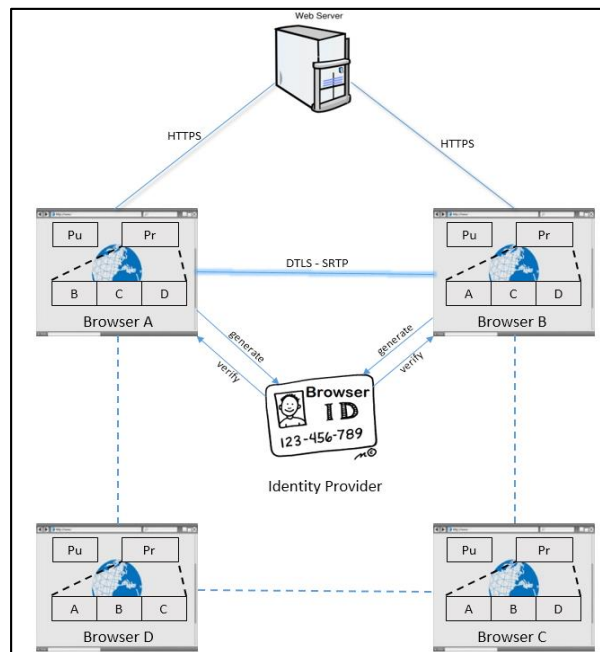 Web Server
HTTPS
HTTPS
Pu Pr
Pu Pr
DTLS - SRTP
B C D
A C D
Browser A
Browser B
generate
verify
generate
verify
Browser
ID
123-456-789
Identity Provider
Pu Pr
Pu Pr
A B C
A B D
Browser D
Browser C